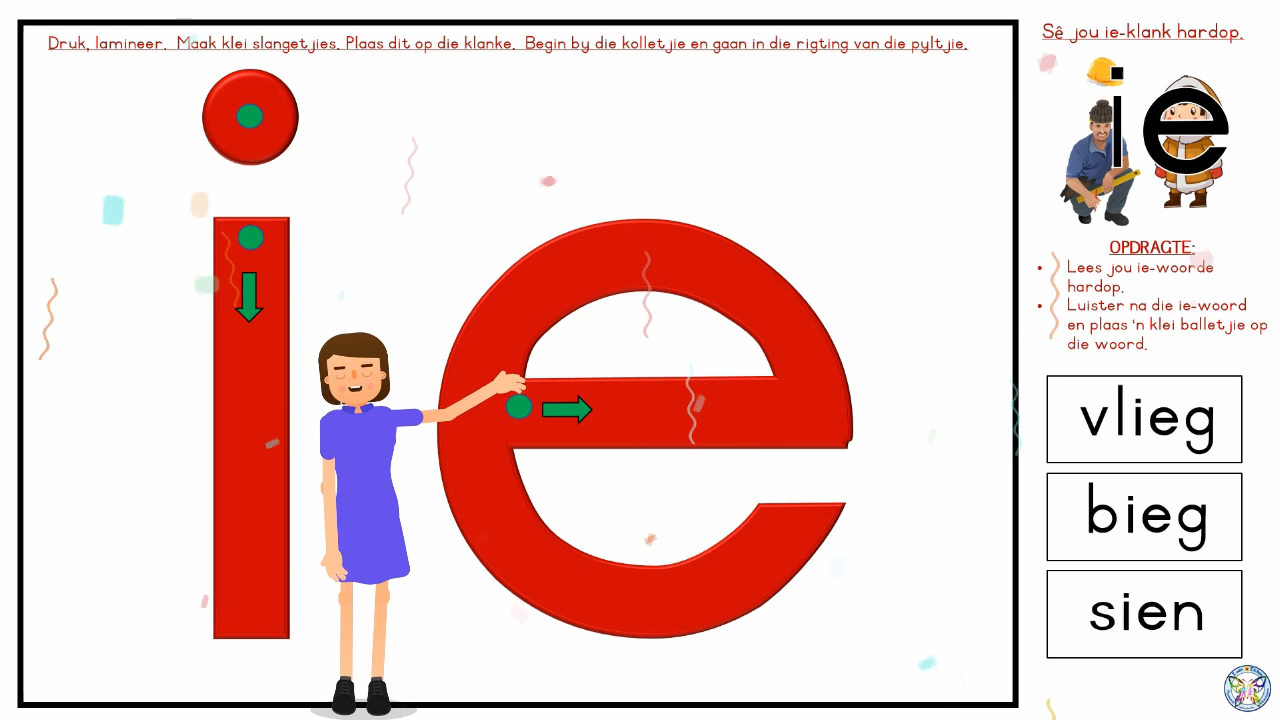 Druk, lamineer. Maak klei slangetjies. Plaas dit op die klanke. Begin by die kolletjie en gaan in die rigting van die pyltjie.
ie
Sê jou ie-klank hardop.
ie
OPDRAGTE:
• Lees jou ie-woorde
hardop.
• Luister na die ie-woord
en plaas 'n klei balletjie op
die woord.
vlieg
bieg
sien